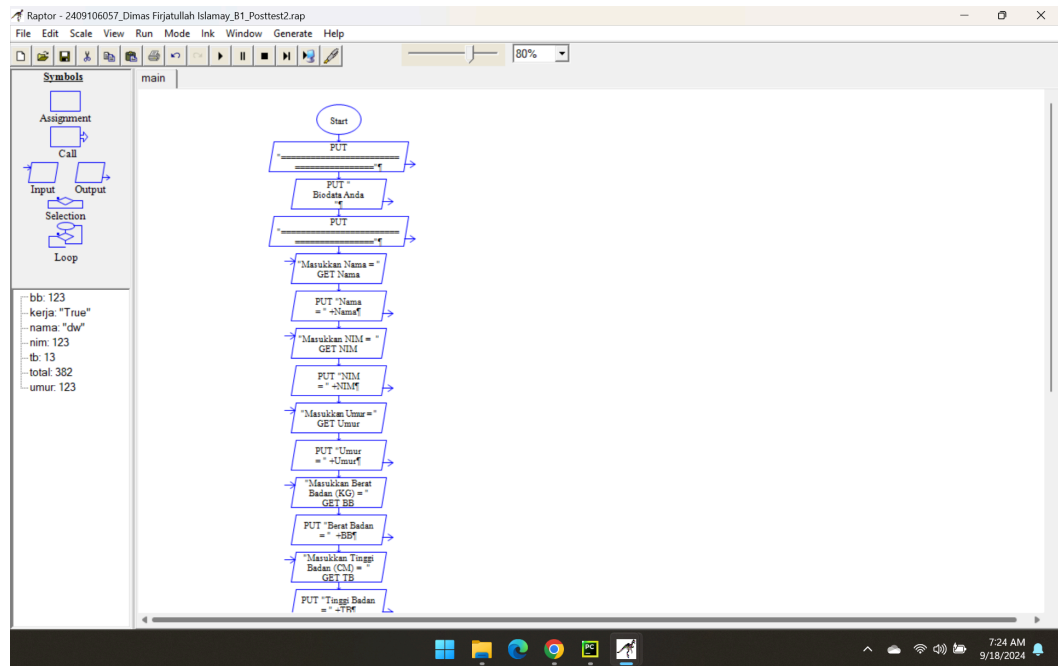 Raptor - 2409106057_Dimas Firjatullah Islamay_B1_Posttest2.rap
File Edit Scale View Run Mode Ink Window Generate Help
80%
Symbols
Assignment
Call
Input Output
Selection
Loop
bb: 123
kerja: "True"
nama: "dw"
nim: 123
tb: 13
total: 382
umur: 123
main
Start
PUT
"==========================
================="¶
PUT "
Biodata Anda
"¶
PUT
"==========================
================="¶
"Masukkan Nama = "
GET Nama
PUT "Nama
= " +Nama¶
"Masukkan NIM = "
GET NIM
PUT "NIM
= " +NIM¶
"Masukkan Umur = "
GET Umur
PUT "Umur
= " +Umur¶
"Masukkan Berat
Badan (KG) = "
GET BB
PUT "Berat Badan
= " +BB¶
"Masukkan Tinggi
Badan (CM) = "
GET TB
PUT "Tinggi Badan
= " +TB¶
PC
7:24 AM
9/18/2024